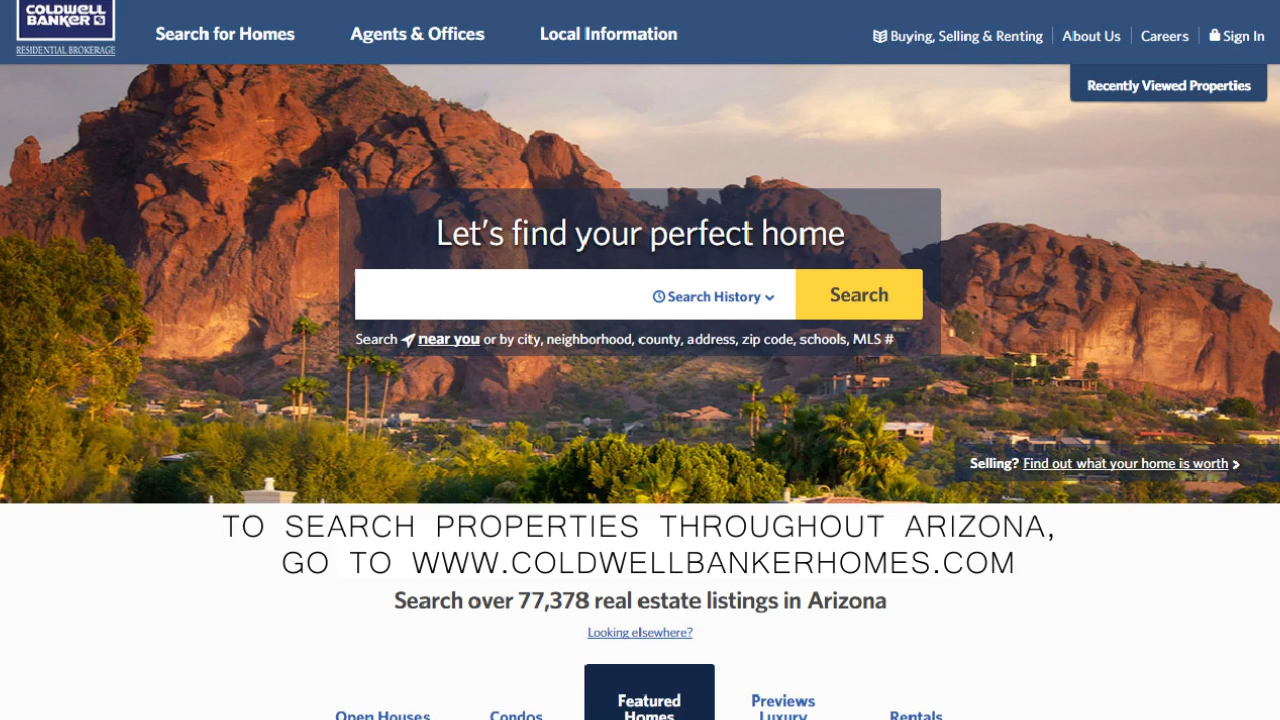 COLDWELL
BANKER
RESIDENTIAL BROKERAGE
Search for Homes
Agents & Offices
Local Information
Buying, Selling & Renting
About Us
Careers
Sign In
Recently Viewed Properties
Let's find your perfect home
Search History
Search
Search near you or by city, neighborhood, county, address, zip code, schools, MLS #
Selling? Find out what your home is worth >
TO SEARCH PROPERTIES THROUGHOUT ARIZONA,
GO TO WWW.COLDWELLBANKERHOMES.COM
Search over 77,378 real estate listings in Arizona
Looking elsewhere?
Open Houses
Condos
Featured
Homes
Previews
Luxury
Rentals